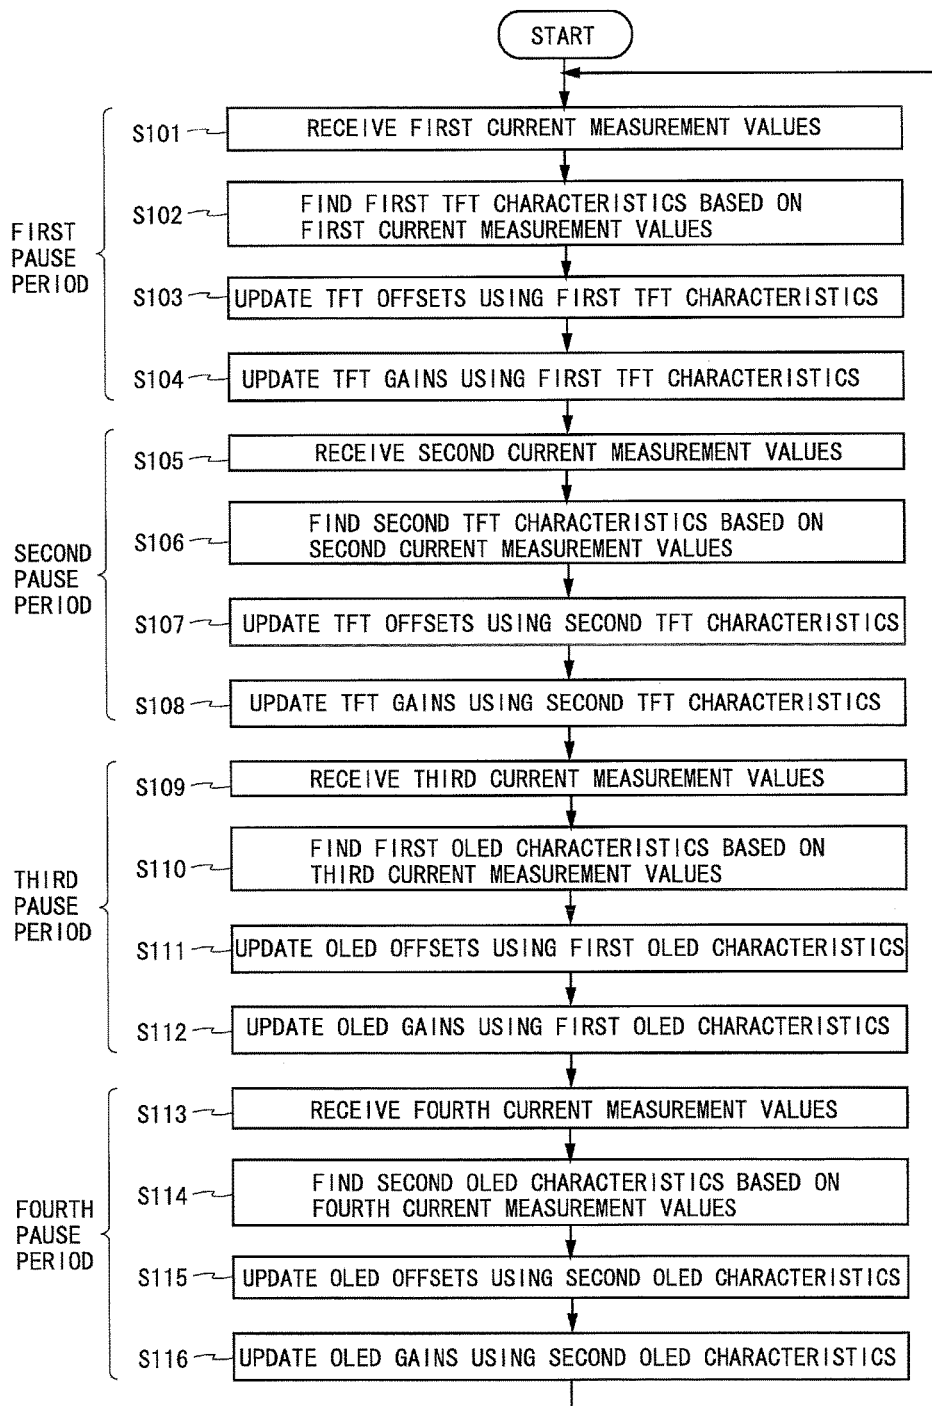 START
FIRST
PAUSE
PERIOD
S101
RECEIVE FIRST CURRENT MEASUREMENT VALUES
S102
FIND FIRST TFT CHARACTERISTICS BASED ON
FIRST CURRENT MEASUREMENT VALUES
S103
UPDATE TFT OFFSETS USING FIRST TFT CHARACTERISTICS
S104
UPDATE TFT GAINS USING FIRST TFT CHARACTERISTICS
SECOND
PAUSE
PERIOD
S105
RECEIVE SECOND CURRENT MEASUREMENT VALUES
S106
FIND SECOND TFT CHARACTERISTICS BASED ON
SECOND CURRENT MEASUREMENT VALUES
S107
UPDATE TFT OFFSETS USING SECOND TFT CHARACTERISTICS
S108
UPDATE TFT GAINS USING SECOND TFT CHARACTERISTICS
THIRD
PAUSE
PERIOD
S109
RECEIVE THIRD CURRENT MEASUREMENT VALUES
S110
FIND FIRST OLED CHARACTERISTICS BASED ON
THIRD CURRENT MEASUREMENT VALUES
S111
UPDATE OLED OFFSETS USING FIRST OLED CHARACTERISTICS
S112
UPDATE OLED GAINS USING FIRST OLED CHARACTERISTICS
FOURTH
PAUSE
PERIOD
S113
RECEIVE FOURTH CURRENT MEASUREMENT VALUES
S114
FIND SECOND OLED CHARACTERISTICS BASED ON
FOURTH CURRENT MEASUREMENT VALUES
S115
UPDATE OLED OFFSETS USING SECOND OLED CHARACTERISTICS
S116
UPDATE OLED GAINS USING SECOND OLED CHARACTERISTICS